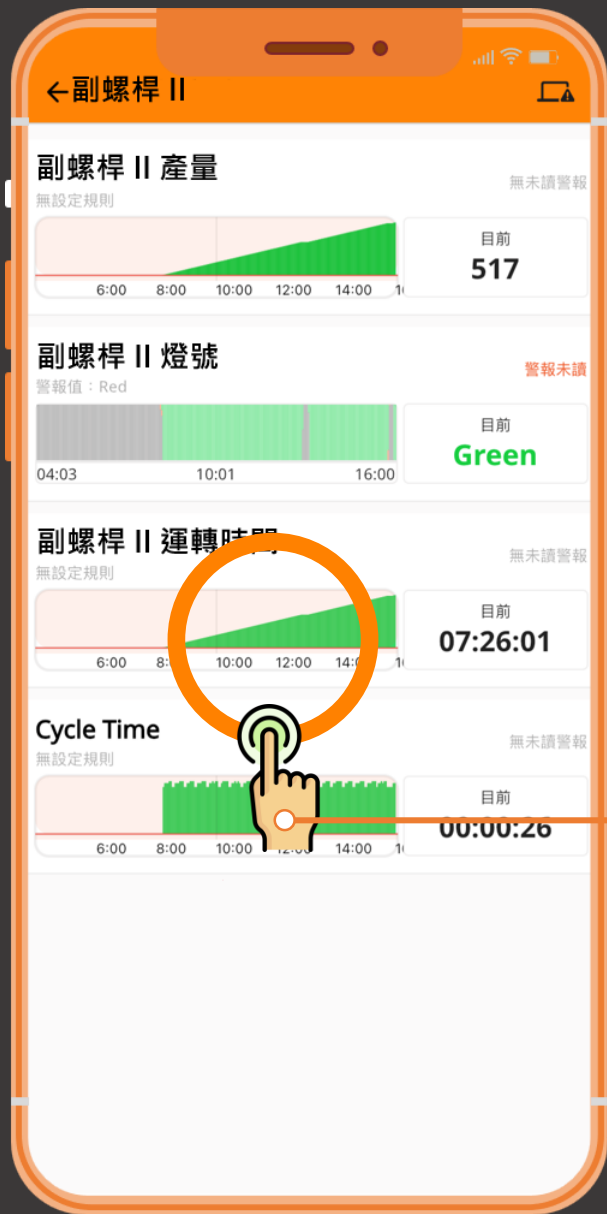 ←副螺桿 II
副螺桿 II 產量
無未讀警報
無設定規則
目前
517
6:00 8:00 10:00 12:00 14:00
副螺桿 II 燈號
警報未讀
警報值：Red
目前
Green
04:03 10:01 16:00
副螺桿 II 運轉時間
無未讀警報
無設定規則
目前
07:26:01
6:00 10:00 12:00
Cycle Time
無未讀警報
無設定規則
目前
00:00:26
6:00 8:00 10:00 12:00 14:00